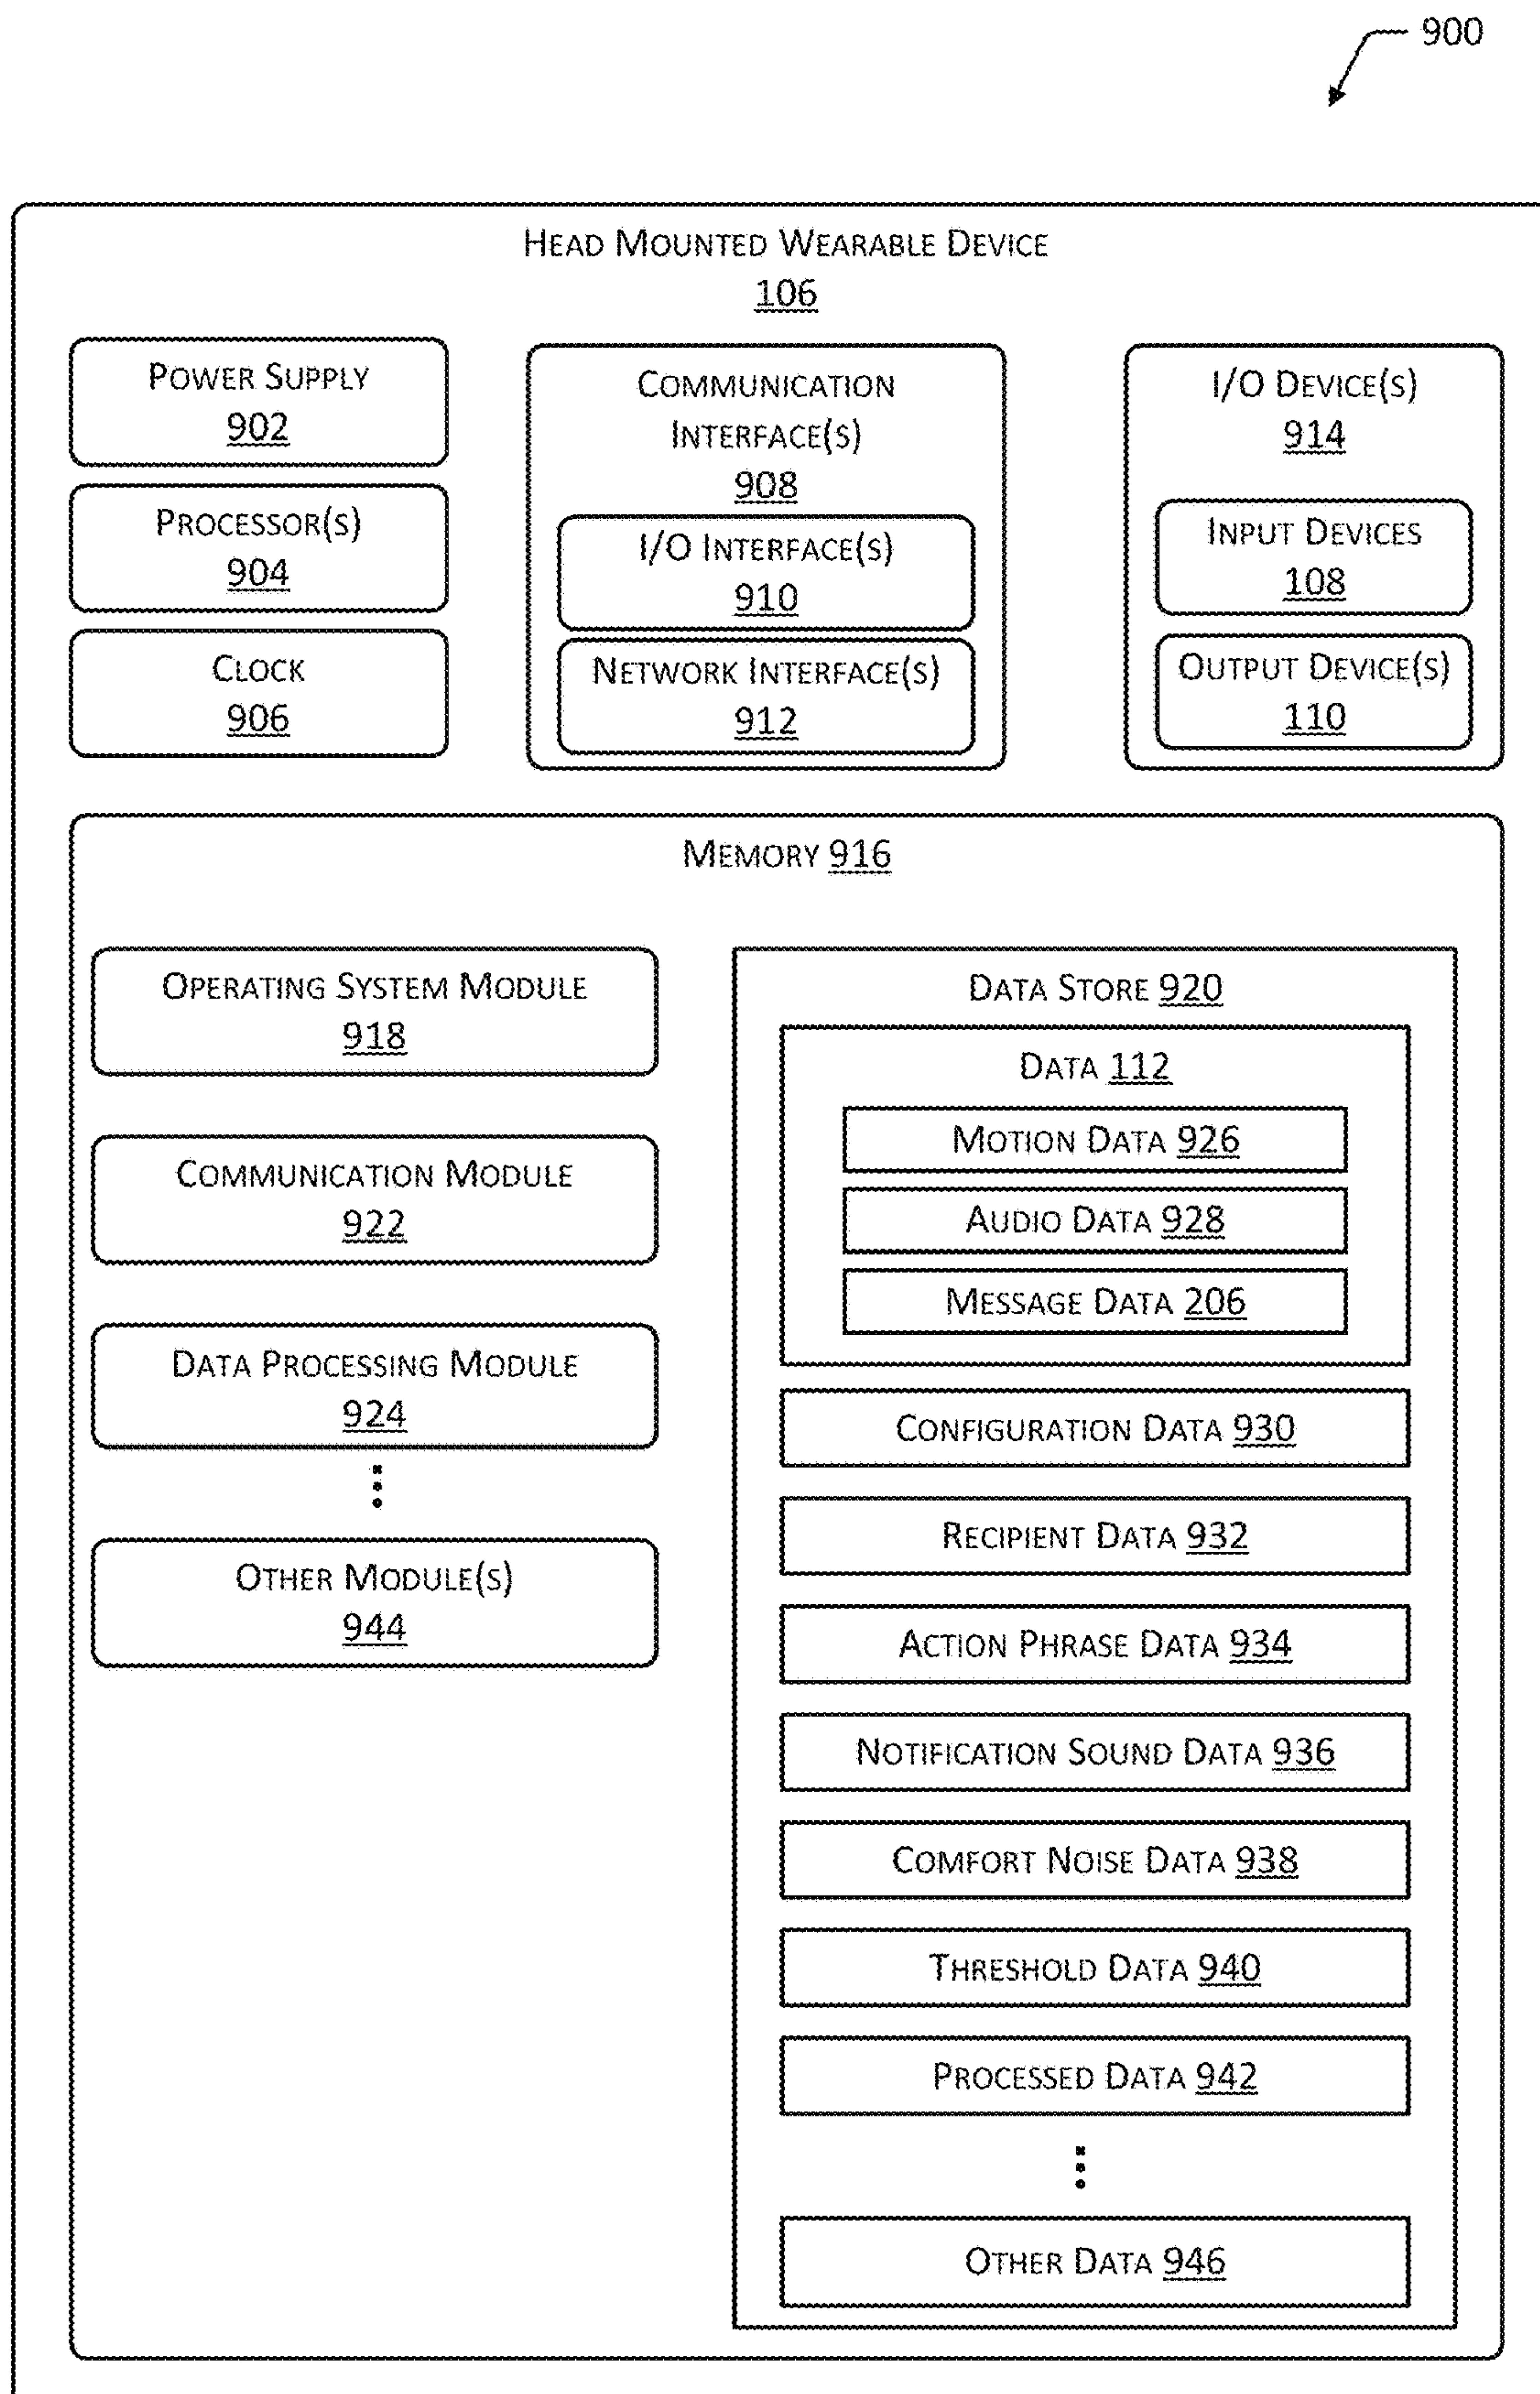 900
Head Mounted Wearable Device
106
Power Supply
902
Processor(s)
904
Clock
906
Communication
Interface(s)
908
I/O Interface(s)
910
Network Interface(s)
912
I/O Device(s)
914
Input Devices
108
Output Device(s)
110
Memory 916
Operating System Module
918
Communication Module
922
Data Processing Module
924
Other Module(s)
944
Data Store 920
Data 112
Motion Data 926
Audio Data 928
Message Data 206
Configuration Data 930
Recipient Data 932
Action Phrase Data 934
Notification Sound Data 936
Comfort Noise Data 938
Threshold Data 940
Processed Data 942
Other Data 946